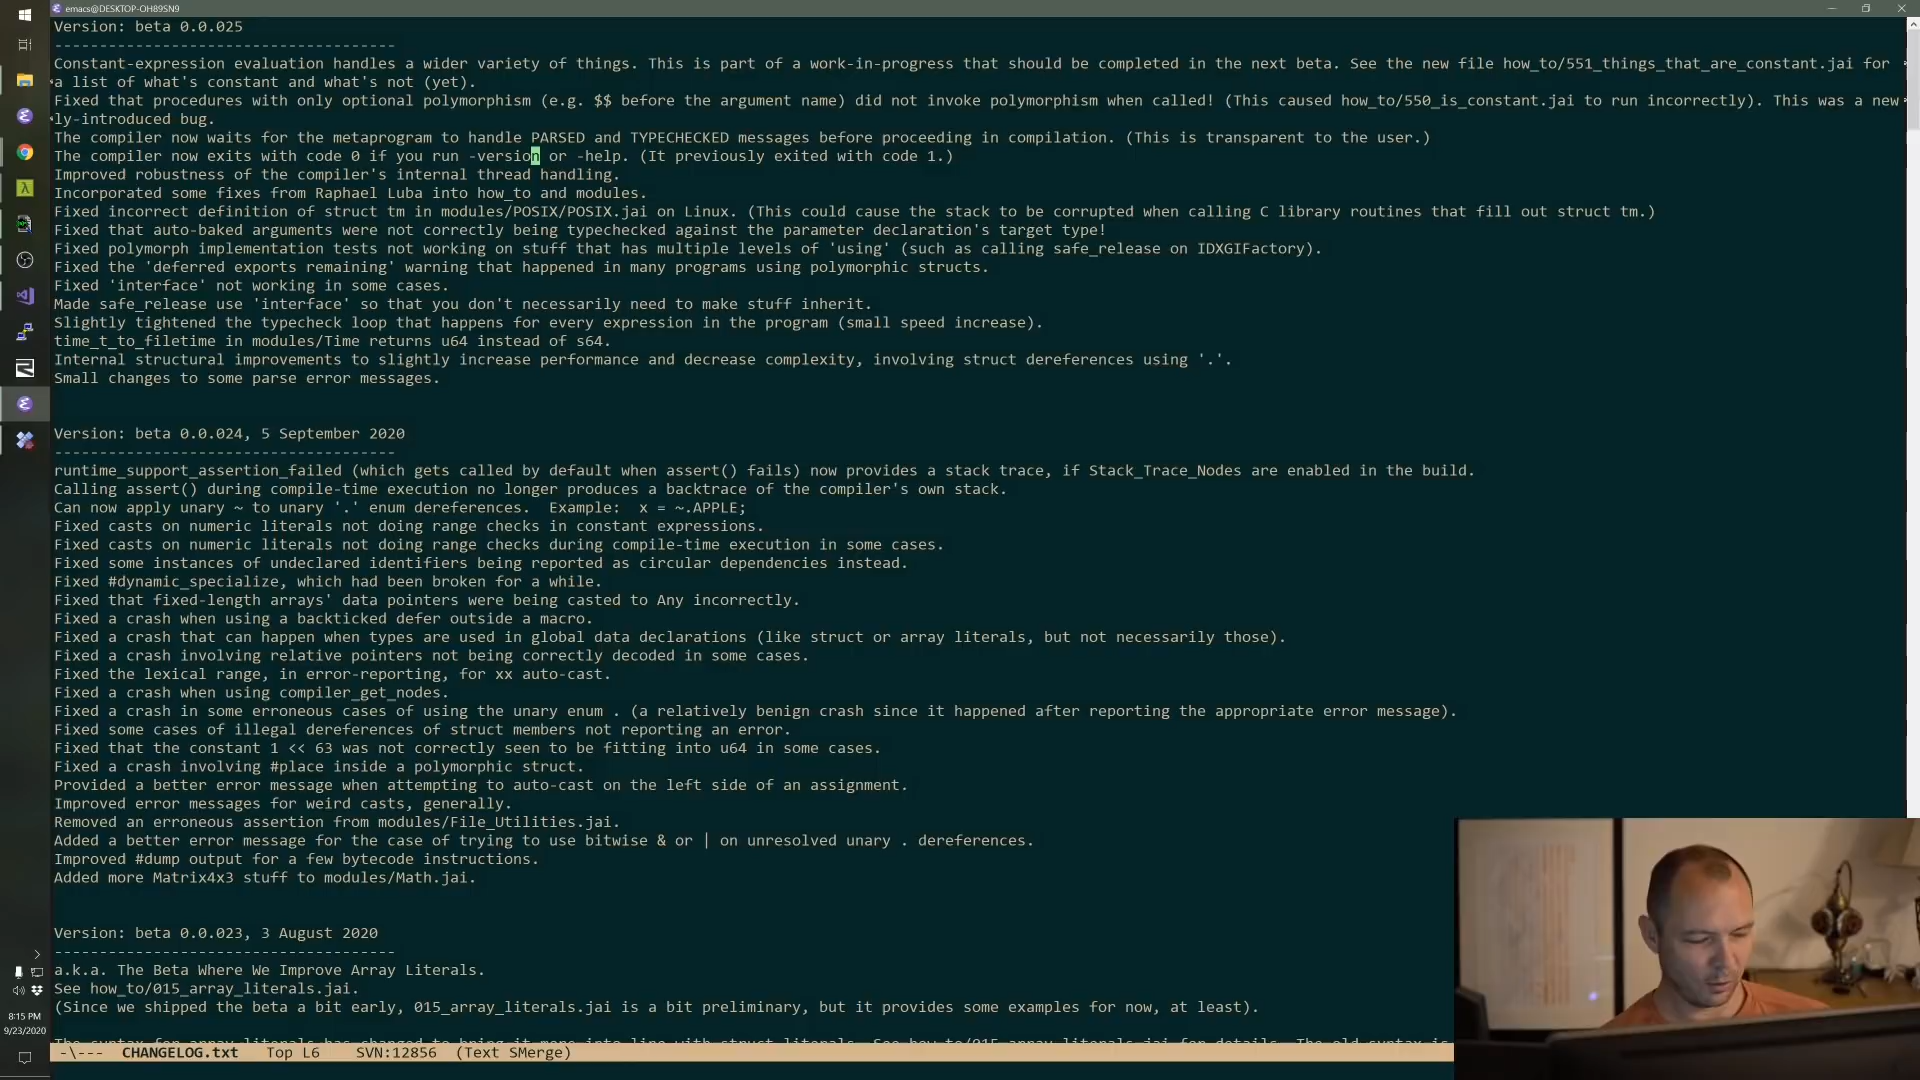 emacs@DESKTOP-OH89SN9
Version: beta 0.0.025
--------------------------------------
Constant-expression evaluation handles a wider variety of things. This is part of a work-in-progress that should be completed in the next beta. See the new file how_to/551_things_that_are_constant.jai for
a list of what's constant and what's not (yet).
Fixed that procedures with only optional polymorphism (e.g. $$ before the argument name) did not invoke polymorphism when called! (This caused how_to/550_is_constant.jai to run incorrectly). This was a new
ly-introduced bug.
The compiler now waits for the metaprogram to handle PARSED and TYPECHECKED messages before proceeding in compilation. (This is transparent to the user.)
The compiler now exits with code 0 if you run -version or -help. (It previously exited with code 1.)
Improved robustness of the compiler's internal thread handling.
Incorporated some fixes from Raphael Luba into how_to and modules.
Fixed incorrect definition of struct tm in modules/POSIX/POSIX.jai on Linux. (This could cause the stack to be corrupted when calling C library routines that fill out struct tm.)
Fixed that auto-baked arguments were not correctly being typechecked against the parameter declaration's target type!
Fixed polymorph implementation tests not working on stuff that has multiple levels of 'using' (such as calling safe_release on IDXGIFactory).
Fixed the 'deferred exports remaining' warning that happened in many programs using polymorphic structs.
Fixed 'interface' not working in some cases.
Made safe_release use 'interface' so that you don't necessarily need to make stuff inherit.
Slightly tightened the typecheck loop that happens for every expression in the program (small speed increase).
time_t_to_filetime in modules/Time returns u64 instead of s64.
Internal structural improvements to slightly increase performance and decrease complexity, involving struct dereferences using '.'.
Small changes to some parse error messages.
Version: beta 0.0.024, 5 September 2020
--------------------------------------
runtime_support_assertion_failed (which gets called by default when assert() fails) now provides a stack trace, if Stack_Trace_Nodes are enabled in the build.
Calling assert() during compile-time execution no longer produces a backtrace of the compiler's own stack.
Can now apply unary ~ to unary '.' enum dereferences.  Example:  x = ~.APPLE;
Fixed casts on numeric literals not doing range checks in constant expressions.
Fixed casts on numeric literals not doing range checks during compile-time execution in some cases.
Fixed some instances of undeclared identifiers being reported as circular dependencies instead.
Fixed #dynamic_specialize, which had been broken for a while.
Fixed that fixed-length arrays' data pointers were being casted to Any incorrectly.
Fixed a crash when using a backticked defer outside a macro.
Fixed a crash that can happen when types are used in global data declarations (like struct or array literals, but not necessarily those).
Fixed a crash involving relative pointers not being correctly decoded in some cases.
Fixed the lexical range, in error-reporting, for xx auto-cast.
Fixed a crash when using compiler_get_nodes.
Fixed a crash in some erroneous cases of using the unary enum . (a relatively benign crash since it happened after reporting the appropriate error message).
Fixed some cases of illegal dereferences of struct members not reporting an error.
Fixed that the constant 1 << 63 was not correctly seen to be fitting into u64 in some cases.
Fixed a crash involving #place inside a polymorphic struct.
Provided a better error message when attempting to auto-cast on the left side of an assignment.
Improved error messages for weird casts, generally.
Removed an erroneous assertion from modules/File_Utilities.jai.
Added a better error message for the case of trying to use bitwise & or | on unresolved unary . dereferences.
Improved #dump output for a few bytecode instructions.
Added more Matrix4x3 stuff to modules/Math.jai.
Version: beta 0.0.023, 3 August 2020
--------------------------------------
a.k.a. The Beta Where We Improve Array Literals.
See how_to/015_array_literals.jai.
(Since we shipped the beta a bit early, 015_array_literals.jai is a bit preliminary, but it provides some examples for now, at least).
-\---  CHANGELOG.txt   Top L6   SVN:12856  (Text SMerge)
8:15 PM
9/23/2020